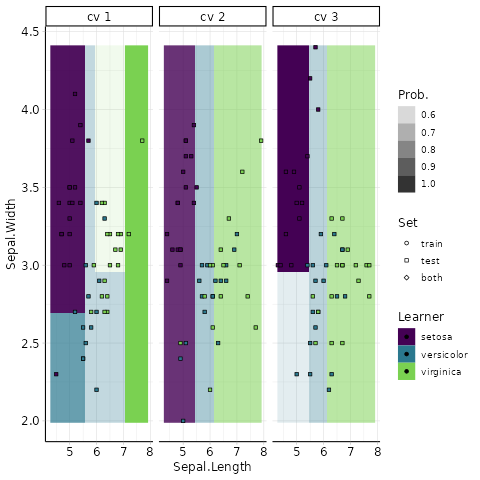 cv 1 cv 2 cv 3
4.5
4.0
3.5
3.0
2.5
2.0
Sepal.Width
5 6 7 8 5 6 7 8 5 6 7 8
Sepal.Length
Prob.
0.6
0.7
0.8
0.9
1.0
Set
train
test
both
Learner
setosa
versicolor
virginica